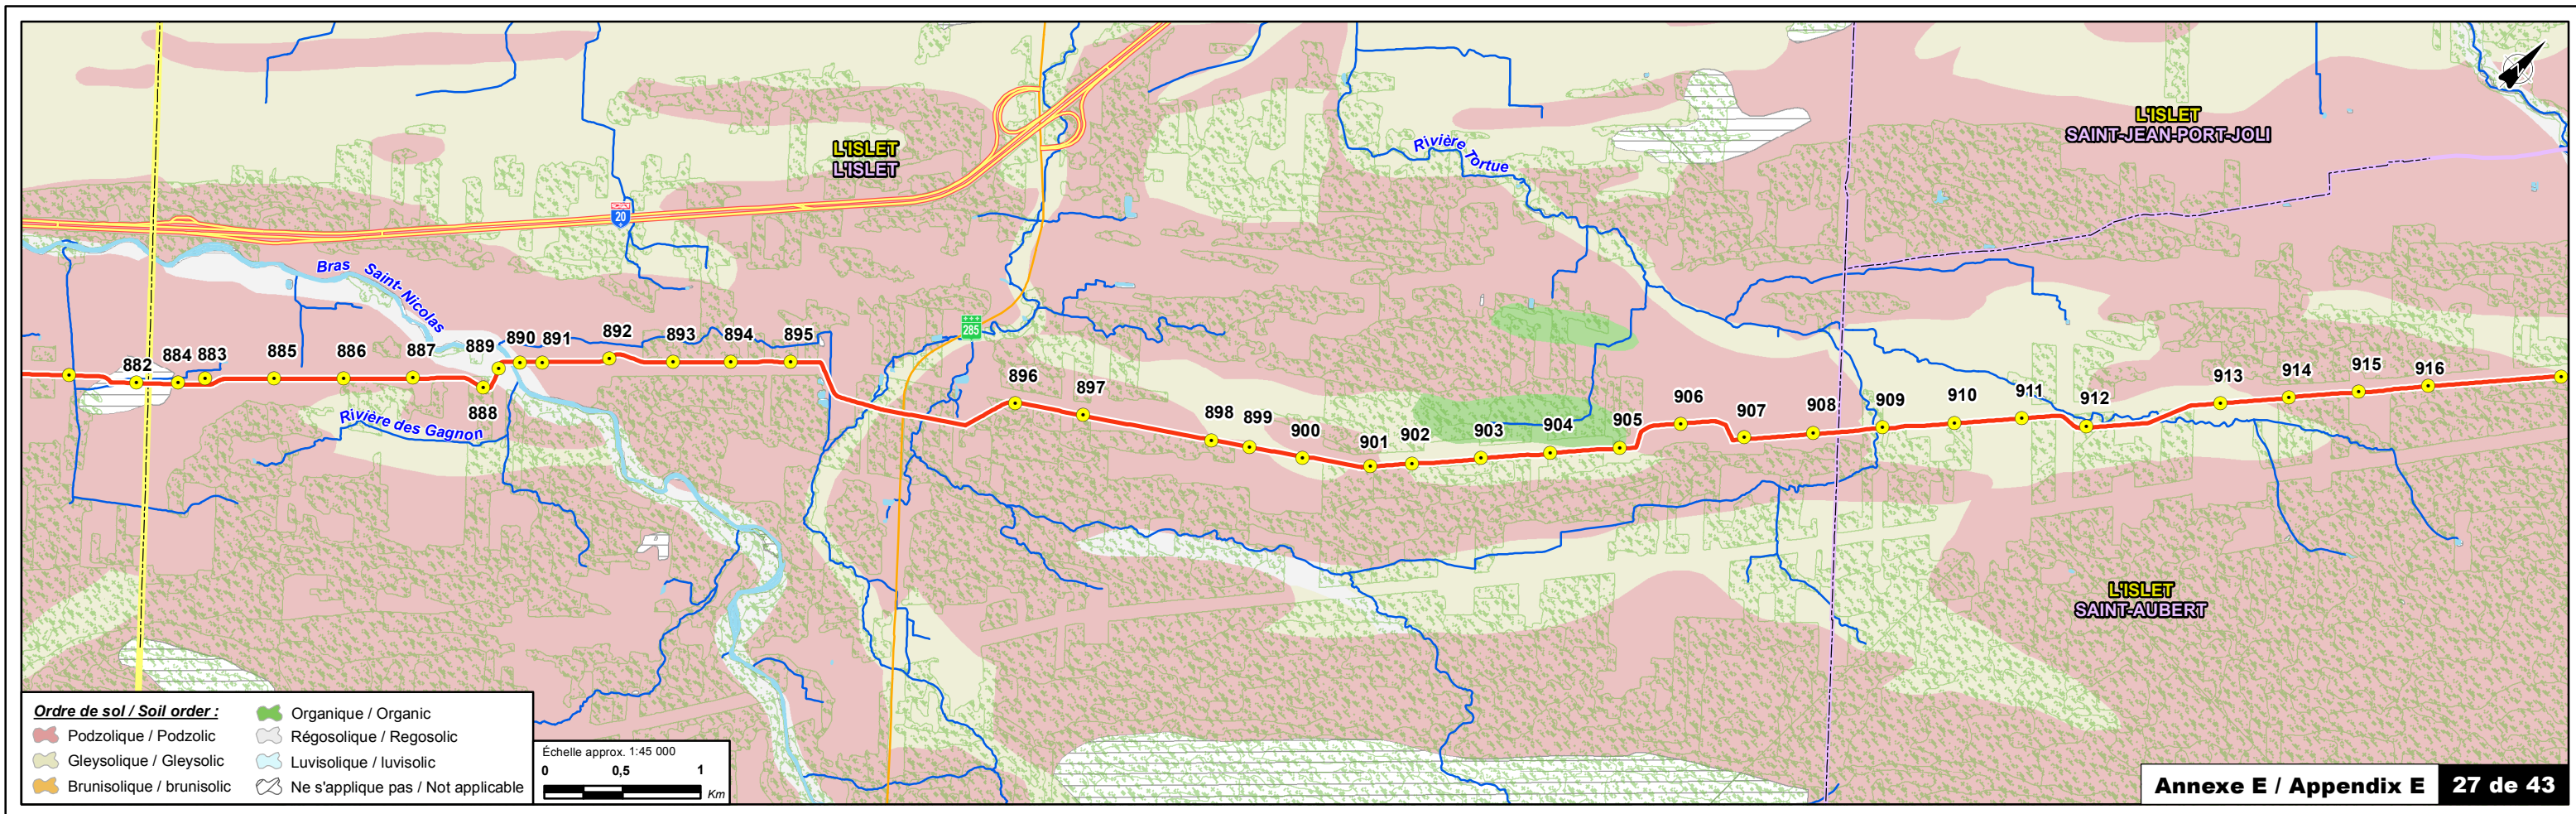 L'ISLET
SAINT-JEAN-PORT-JOLI
N
L'ISLET
L'ISLET
Rivière Tortue
20
Bras Saint-Nicolas
285
882
884
883
885
886
887
889
890
891
892
893
894
895
888
896
897
898
899
900
901
902
903
904
905
906
907
908
909
910
911
912
913
914
915
916
Rivière des Gagnon
L'ISLET
SAINT-AUBERT
Ordre de sol / Soil order :
Podzolique / Podzolic
Gleysolique / Gleysolic
Brunisolique / brunisolic
Organique / Organic
Régosolique / Regosolic
Luvisolique / luvisolic
Ne s'applique pas / Not applicable
Échelle approx. 1:45 000
0 0,5 1
Km
Annexe E / Appendix E 27 de 43